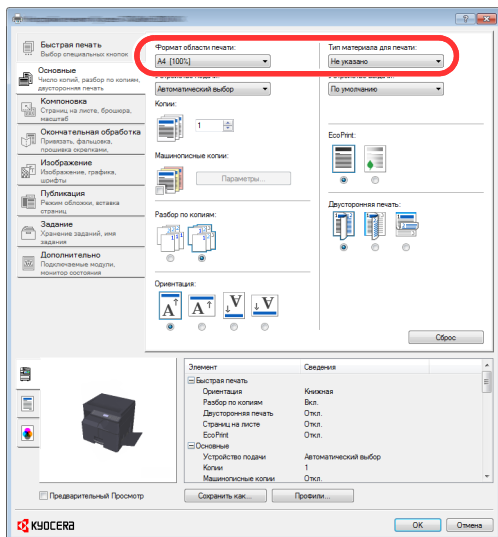 Быстрая печать
Выбор специальных кнопок
Основные
Число копий, разбор по копиям,
двусторонняя печать
Компоновка
Страниц на листе, брошюра,
масштаб
Окончательная обработка
Привязать, фальцовка,
прошивка скрепками,
Изображение
Изображение, графика,
шрифты
Публикация
Режим обложки, вставка
страниц
Задание
Хранение заданий, имя
задания
Дополнительно
Подключаемые модули,
монитор состояния
Формат области печати:
A4 [100%]
Тип материала для печати:
Не указано
Автоматический выбор
По умолчанию
Копии:
1
EcoPrint:
Машинописные копии:
Параметры...
Двусторонняя печать:
Разбор по копиям:
Ориентация:
Сброс
Элемент Сведения
Быстрая печать
Ориентация Книжная
Разбор по копиям Вкл.
Двусторонняя печать Откл.
Страниц на листе Откл.
EcoPrint Откл.
Основные
Устройство подачи Автоматический выбор
Копии 1
Машинописные копии Откл.
Предварительный Просмотр
Сохранить как...
Профили...
KYOCERA
OK
Отмена